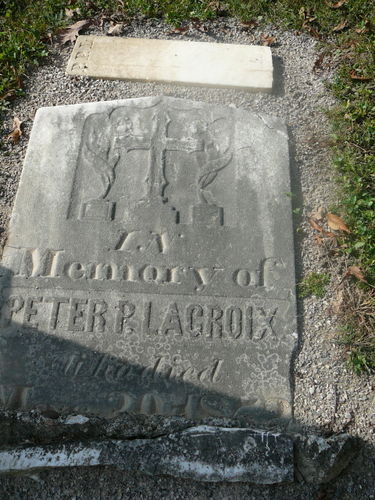 IN
Memory of
PETER P. LACROIX
who died